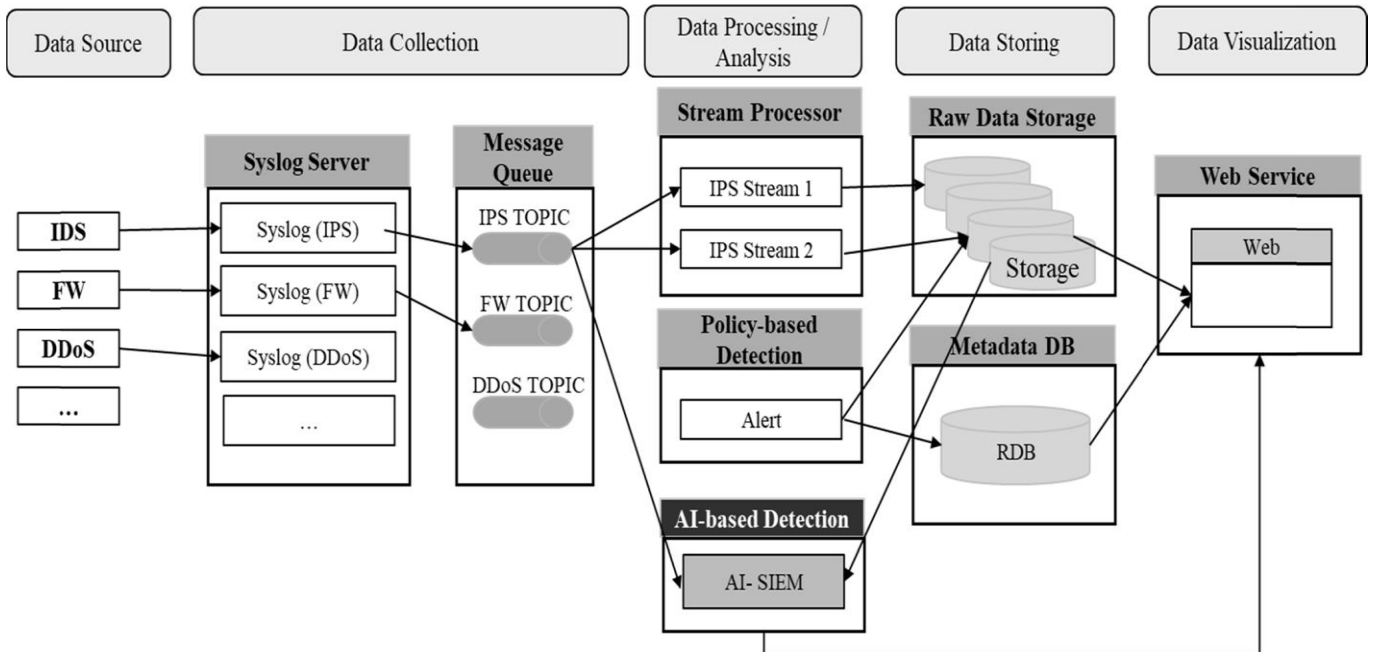 Data Source
Data Collection
Data Processing /
Analysis
Data Storing
Data Visualization
Syslog Server
Message
Queue
Stream Processor
Raw Data Storage
Web Service
IDS
FW
DDoS
...
Syslog (IPS)
Syslog (FW)
Syslog (DDoS)
...
IPS TOPIC
FW TOPIC
DDoS TOPIC
IPS Stream 1
IPS Stream 2
Storage
Web
Policy-based
Detection
Alert
Metadata DB
RDB
AI-based Detection
AI- SIEM